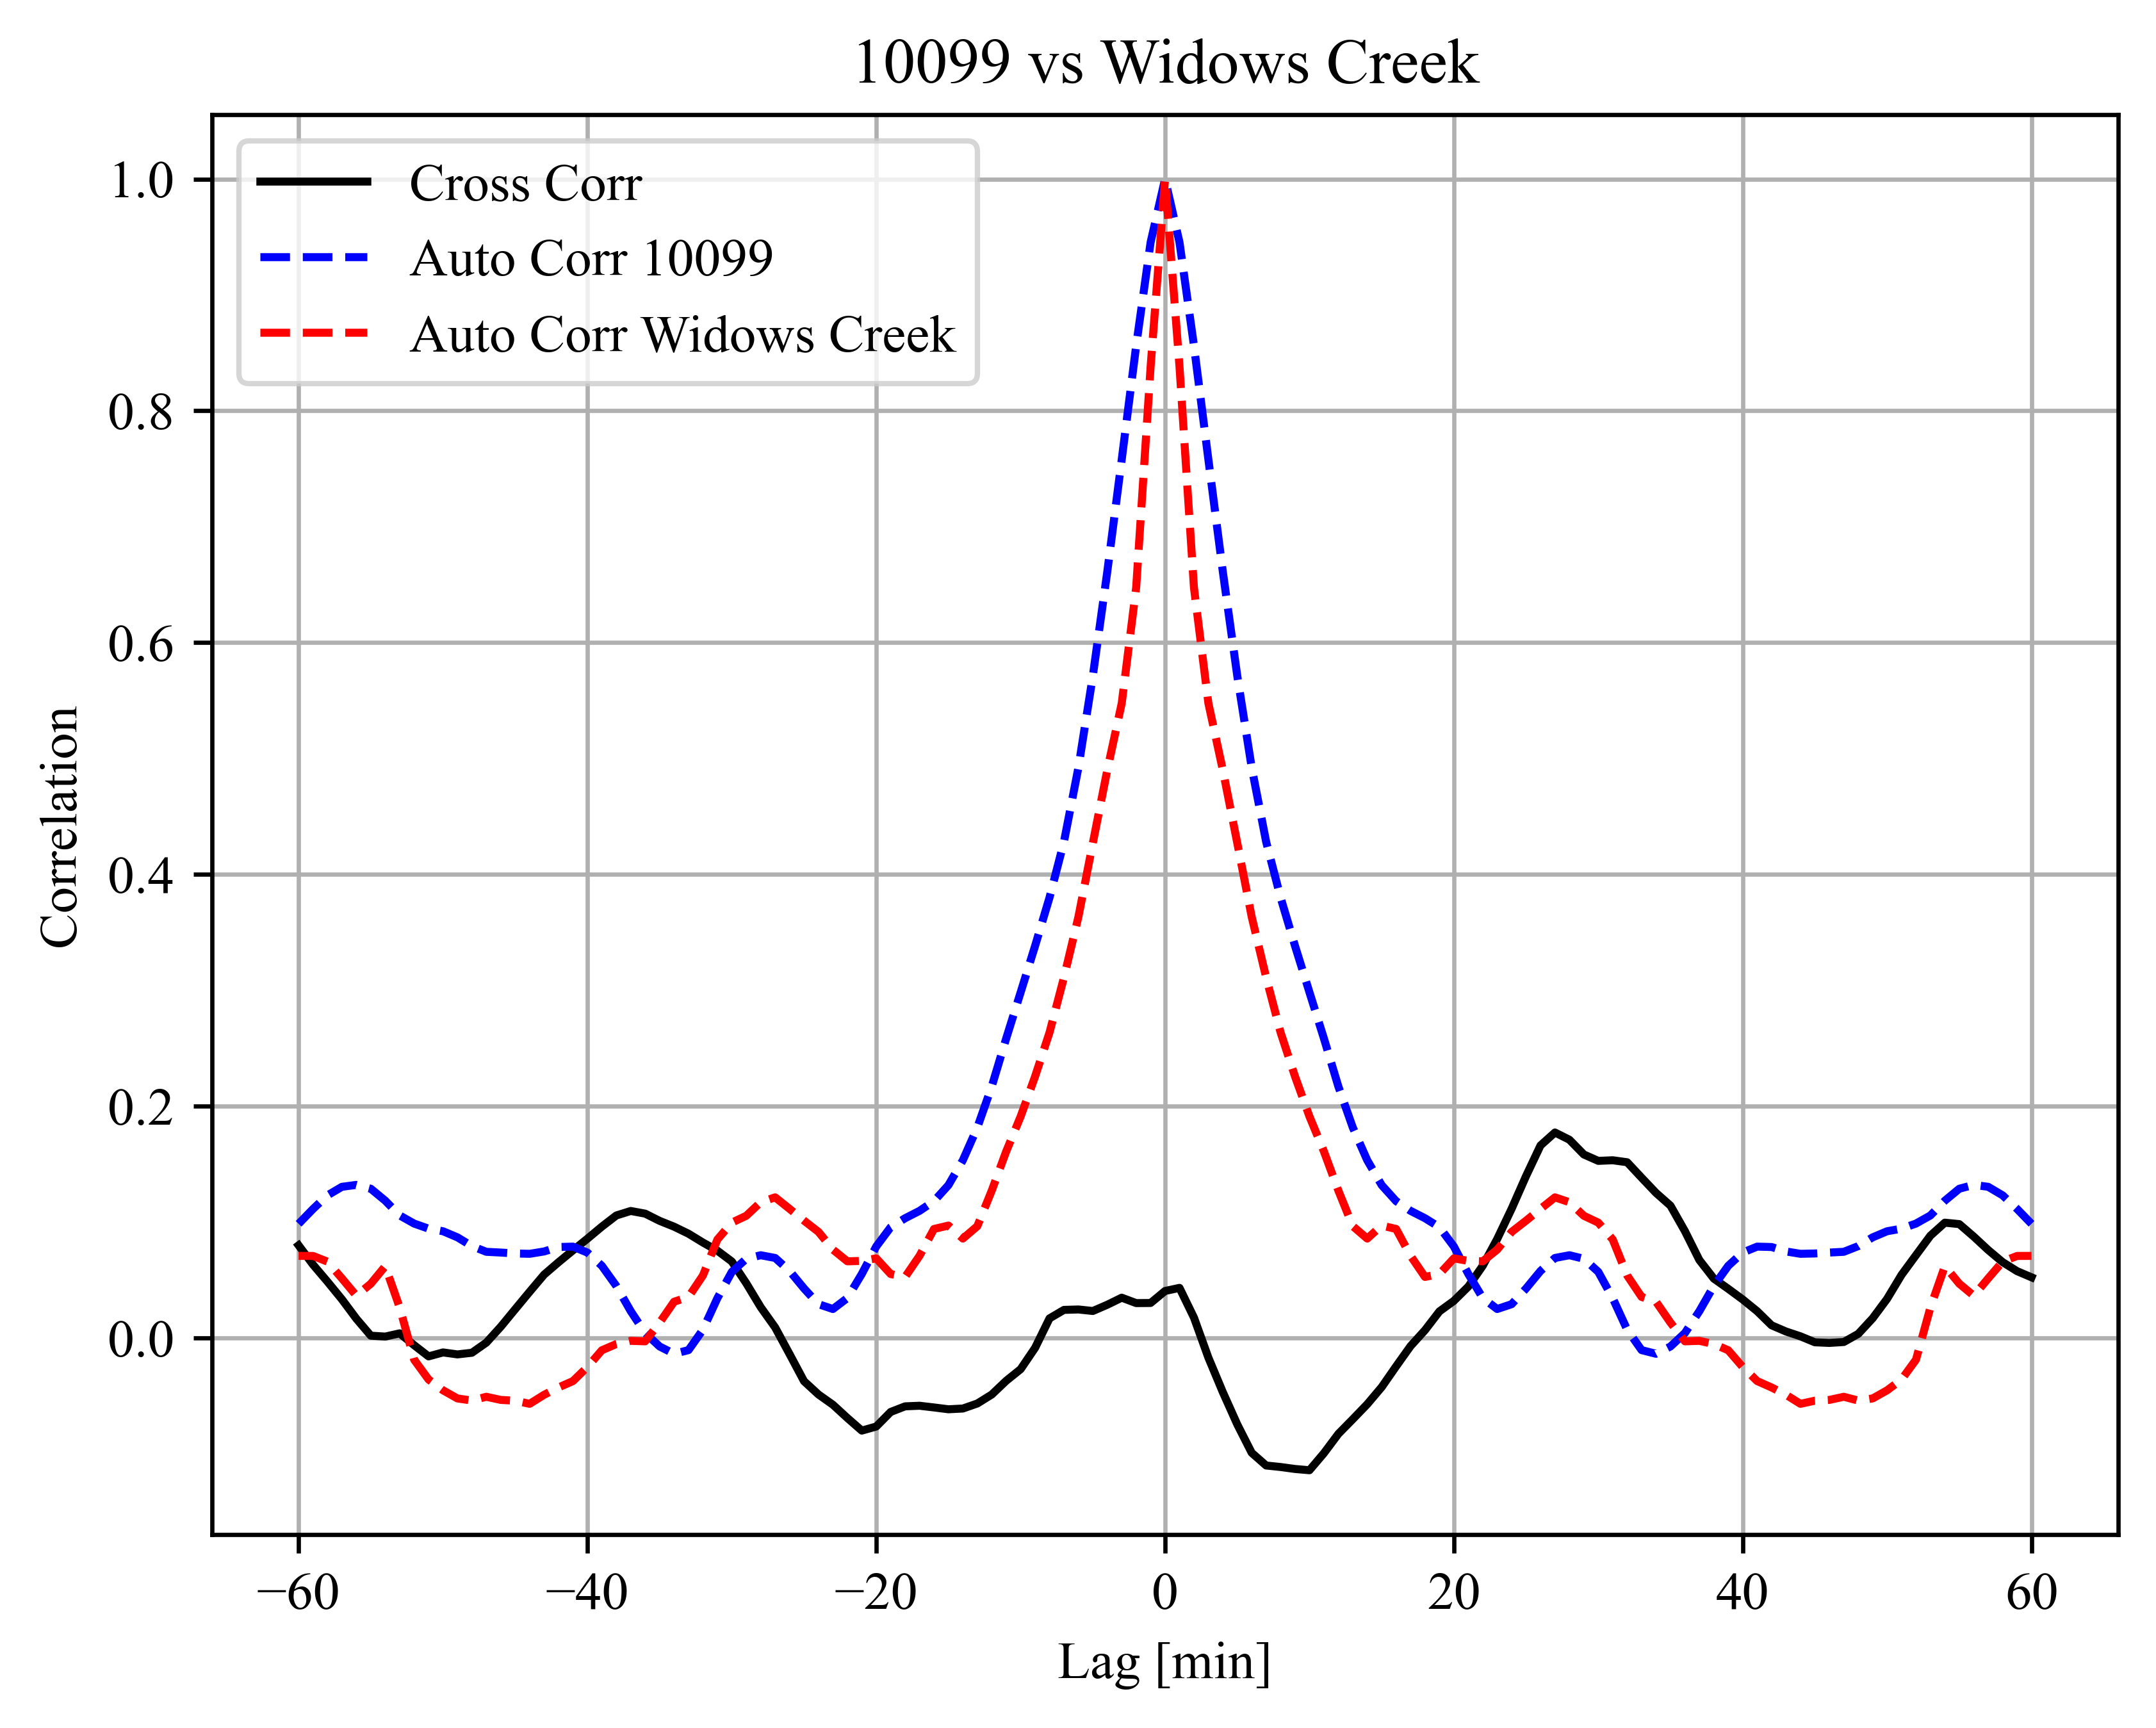 10099 vs Widows Creek
Cross Corr
Auto Corr 10099
Auto Corr Widows Creek
1.0
0.8
0.6
0.4
0.2
0.0
Correlation
−60 −40 −20 0 20 40 60
Lag [min]